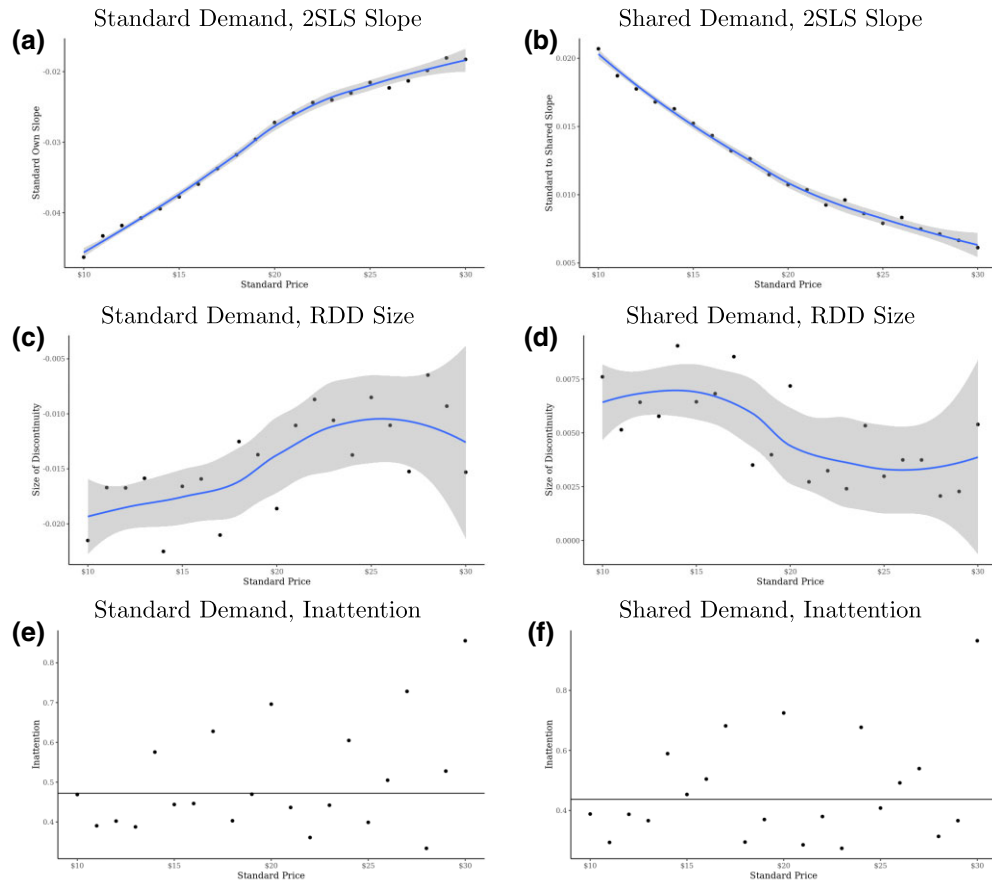 Standard Demand, 2SLS Slope
(a)
-0.02
-0.03
-0.04
Standard Own Slope
$10 $15 $20 $25 $30
Standard Price
Shared Demand, 2SLS Slope
(b)
0.020
0.015
0.010
0.005
Standard to Shared Slope
$10 $15 $20 $25 $30
Standard Price
Standard Demand, RDD Size
(c)
-0.005
-0.010
-0.015
-0.020
Size of Discontinuity
$10 $15 $20 $25 $30
Standard Price
Shared Demand, RDD Size
(d)
0.0075
0.0050
0.0025
0.0000
Size of Discontinuity
$10 $15 $20 $25 $30
Standard Price
Standard Demand, Inattention
(e)
0.8
0.7
0.6
0.5
0.4
Inattention
$10 $15 $20 $25 $30
Standard Price
Shared Demand, Inattention
(f)
0.8
0.6
0.4
Inattention
$10 $15 $20 $25 $30
Standard Price